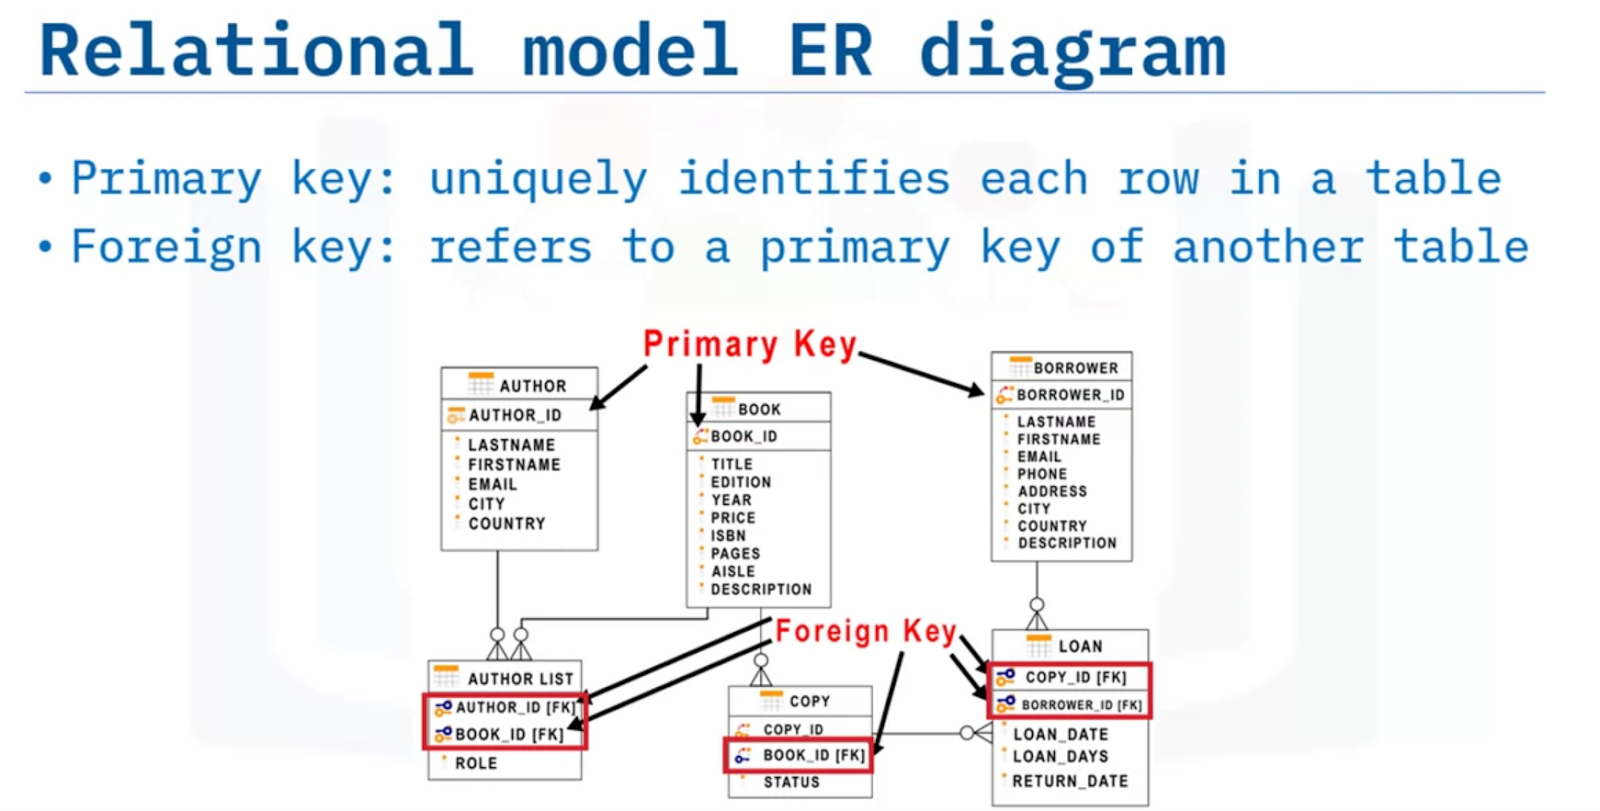 Relational model ER diagram
• Primary key: uniquely identifies each row in a table
• Foreign key: refers to a primary key of another table
Primary Key
AUTHOR
AUTHOR_ID
LASTNAME
FIRSTNAME
EMAIL
CITY
COUNTRY
BOOK
BOOK_ID
TITLE
EDITION
YEAR
PRICE
ISBN
PAGES
AISLE
DESCRIPTION
BORROWER
BORROWER_ID
LASTNAME
FIRSTNAME
EMAIL
PHONE
ADDRESS
CITY
COUNTRY
DESCRIPTION
Foreign Key
AUTHOR LIST
AUTHOR_ID [FK]
BOOK_ID [FK]
ROLE
COPY
COPY_ID
BOOK_ID [FK]
STATUS
LOAN
COPY_ID [FK]
BORROWER_ID [FK]
LOAN_DATE
LOAN_DAYS
RETURN_DATE